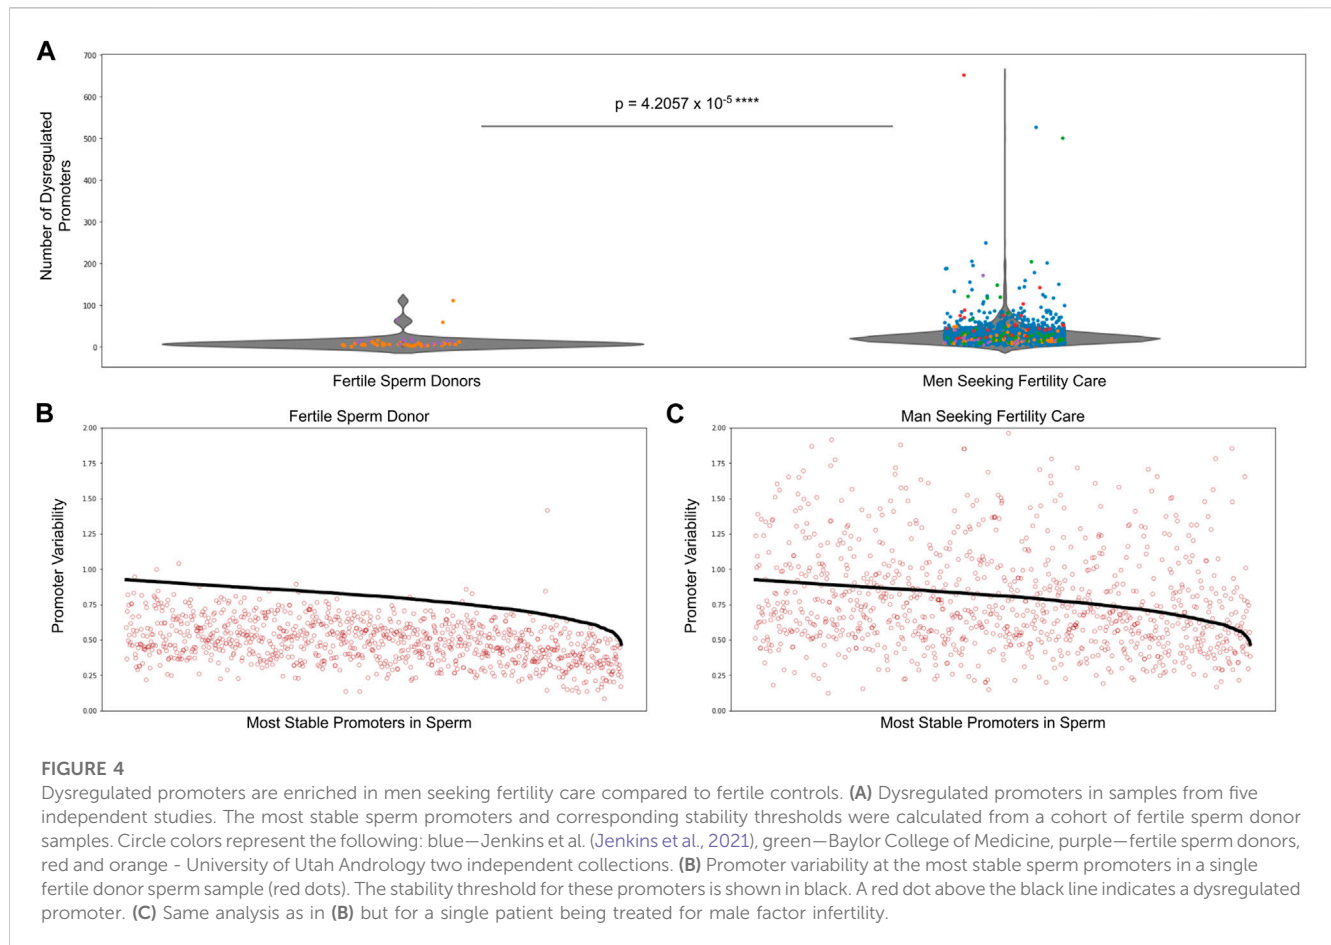 A
700
600
500
400
300
200
100
0
Number of Dysregulated
Promoters
p = 4.2057 x 10-5 ****
Fertile Sperm Donors
Men Seeking Fertility Care
B
Fertile Sperm Donor
2.00
1.75
1.50
1.25
1.00
0.75
0.50
0.25
0.00
Promoter Variability
Most Stable Promoters in Sperm
C
Man Seeking Fertility Care
2.00
1.75
1.50
1.25
1.00
0.75
0.50
0.25
0.00
Promoter Variability
Most Stable Promoters in Sperm
FIGURE 4
Dysregulated promoters are enriched in men seeking fertility care compared to fertile controls. (A) Dysregulated promoters in samples from five
independent studies. The most stable sperm promoters and corresponding stability thresholds were calculated from a cohort of fertile sperm donor
samples. Circle colors represent the following: blue—Jenkins et al. (Jenkins et al., 2021), green—Baylor College of Medicine, purple—fertile sperm donors,
red and orange - University of Utah Andrology two independent collections. (B) Promoter variability at the most stable sperm promoters in a single
fertile donor sperm sample (red dots). The stability threshold for these promoters is shown in black. A red dot above the black line indicates a dysregulated
promoter. (C) Same analysis as in (B) but for a single patient being treated for male factor infertility.